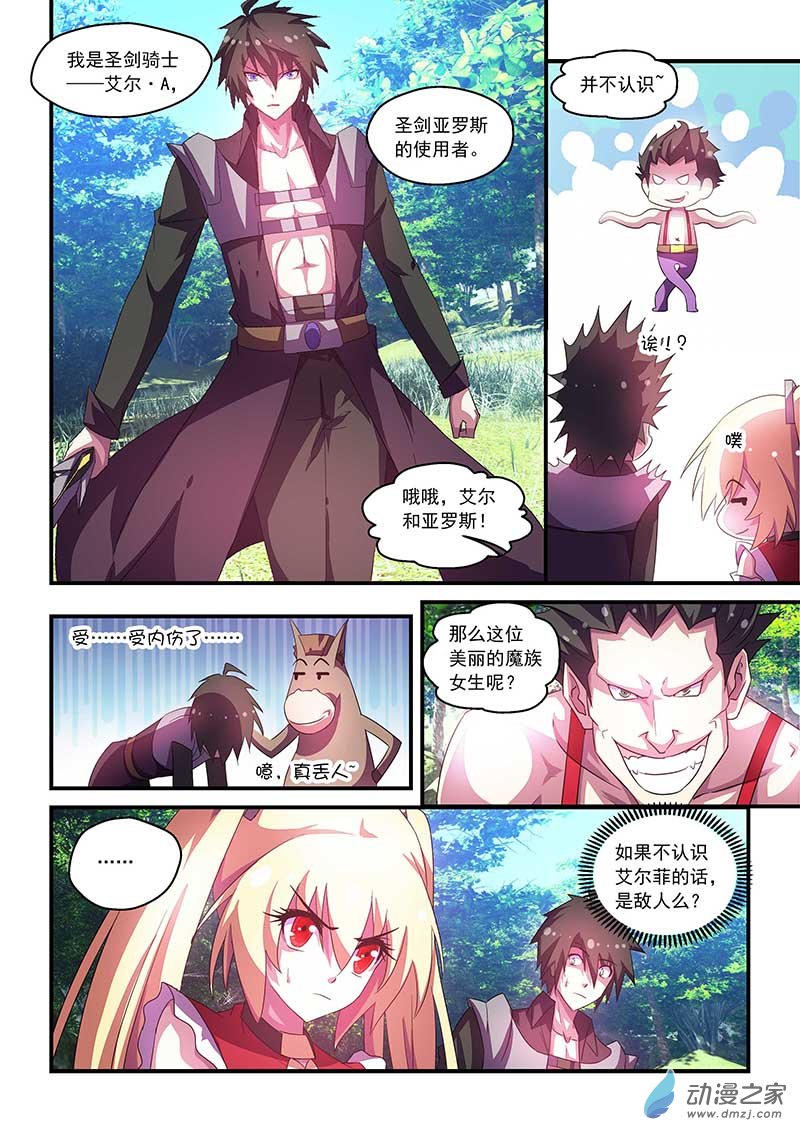 我是圣剑骑士
——艾尔·A,
圣剑亚罗斯
的使用者。
哦哦，艾尔
和亚罗斯！
并不认识~
诶!!?
噗
受……受内伤了……
噫，真丢人~
那么这位
美丽的魔族
女生呢？
……
如果不认识
艾尔菲的话，
是敌人么？
动漫之家
www.dmzj.com